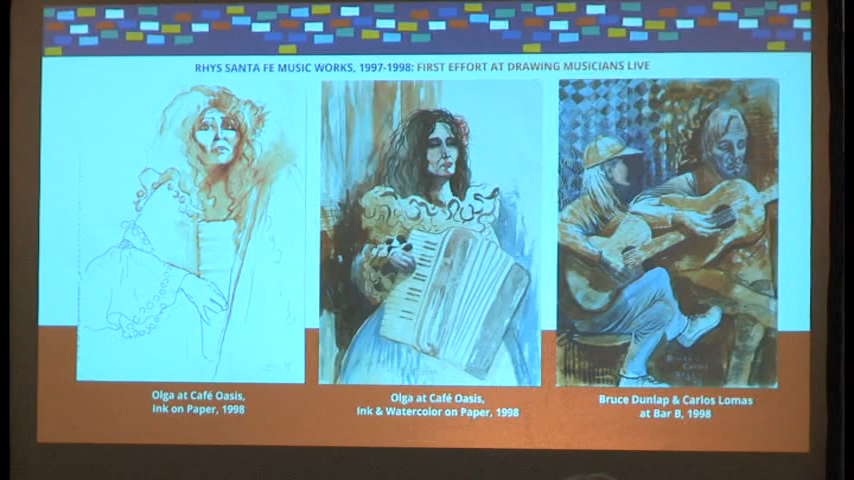 RHYS SANTA FE MUSIC WORKS, 1997-1998: FIRST EFFORT AT DRAWING MUSICIANS LIVE
Olga at Café Oasis,
Ink on Paper, 1998
Olga at Café Oasis,
Ink & Watercolor on Paper, 1998
Bruce Dunlap & Carlos Lomas
at Bar B, 1998